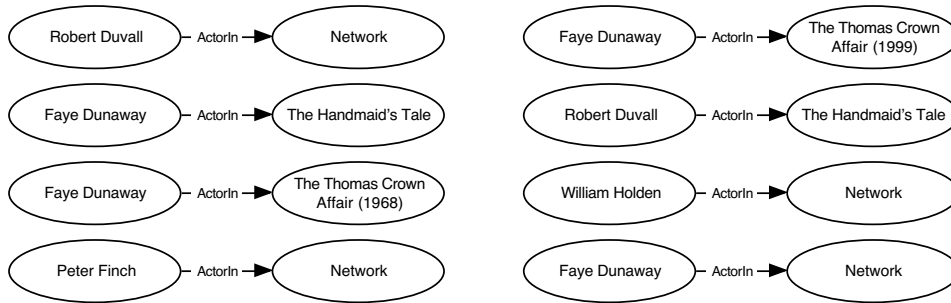 Robert Duvall
ActorIn
Network
Faye Dunaway
ActorIn
The Thomas Crown
Affair (1999)
Faye Dunaway
ActorIn
The Handmaid's Tale
Robert Duvall
ActorIn
The Handmaid's Tale
Faye Dunaway
ActorIn
The Thomas Crown
Affair (1968)
William Holden
ActorIn
Network
Peter Finch
ActorIn
Network
Faye Dunaway
ActorIn
Network